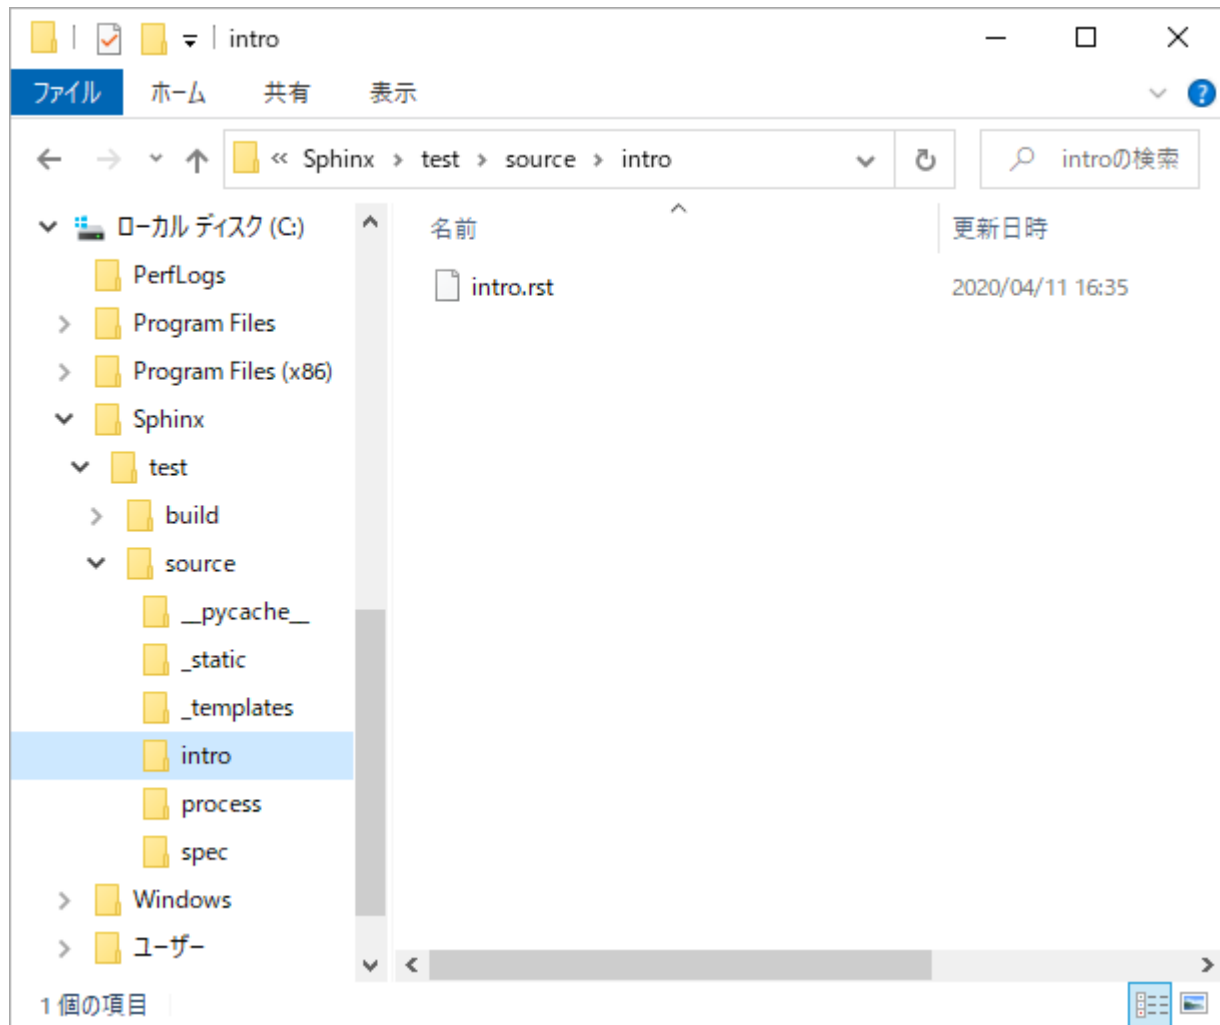 intro
ファイル ホーム 共有 表示
« Sphinx › test › source › intro
introの検索
ローカル ディスク (C:)
PerfLogs
Program Files
Program Files (x86)
Sphinx
test
build
source
__pycache__
_static
_templates
intro
process
spec
Windows
ユーザー
名前 更新日時
intro.rst 2020/04/11 16:35
1 個の項目